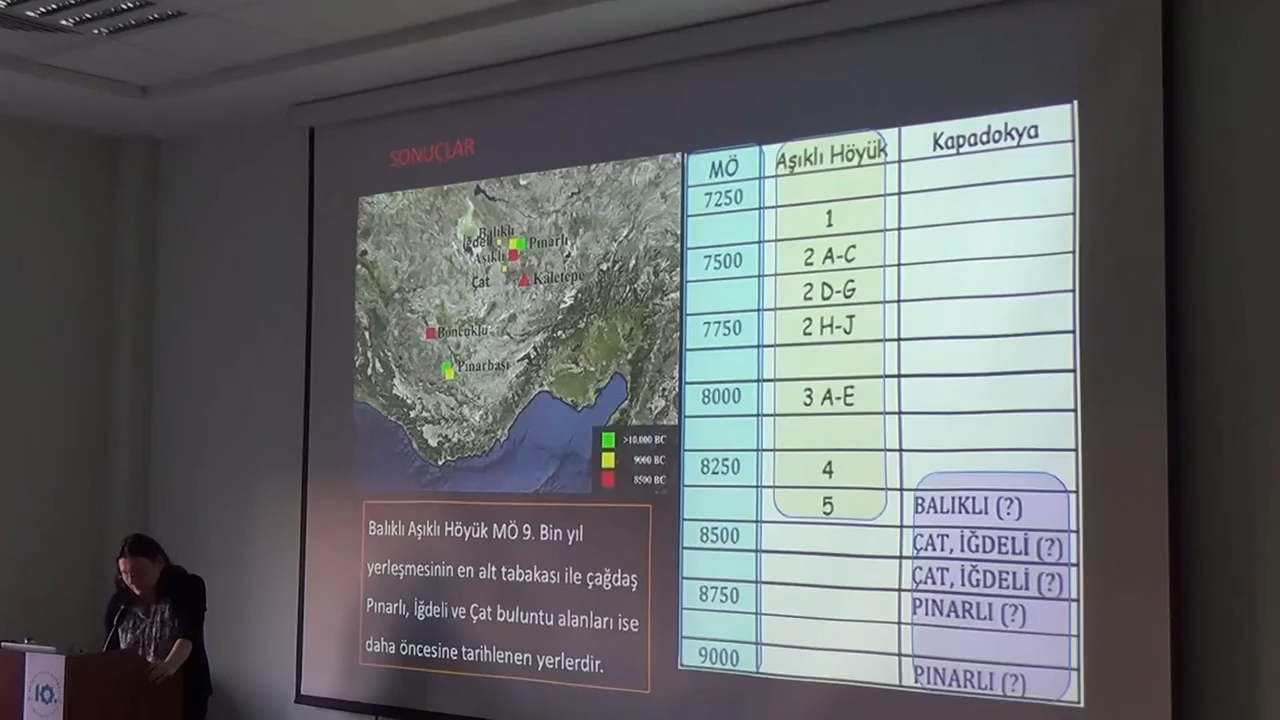 SONUÇLAR
Balıklı
İğdeli
Pınarlı
Aşıklı
Çat
Kaletepe
Boncuklu
Pınarbaşı
>10.000 BC
9000 BC
8500 BC
Balıklı Aşıklı Höyük MÖ 9. Bin yıl
yerleşmesinin en alt tabakası ile çağdaş
Pınarlı, İğdeli ve Çat buluntu alanları ise
daha öncesine tarihlenen yerlerdir.
MÖ Aşıklı Höyük Kapadokya
7250
1
7500 2 A-C
2 D-G
7750 2 H-J
8000 3 A-E
8250 4
5 BALIKLI (?)
8500 ÇAT, İĞDELİ (?)
ÇAT, İĞDELİ (?)
8750 PINARLI (?)
9000
PINARLI (?)